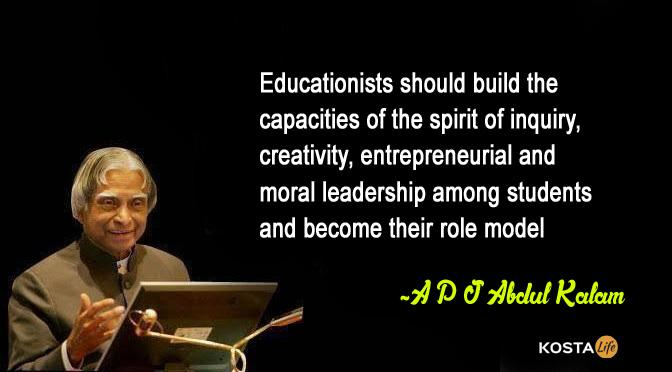 Educationists should build the
capacities of the spirit of inquiry,
creativity, entrepreneurial and
moral leadership among students
and become their role model
~A P J Abdul Kalam
KOSTA Life